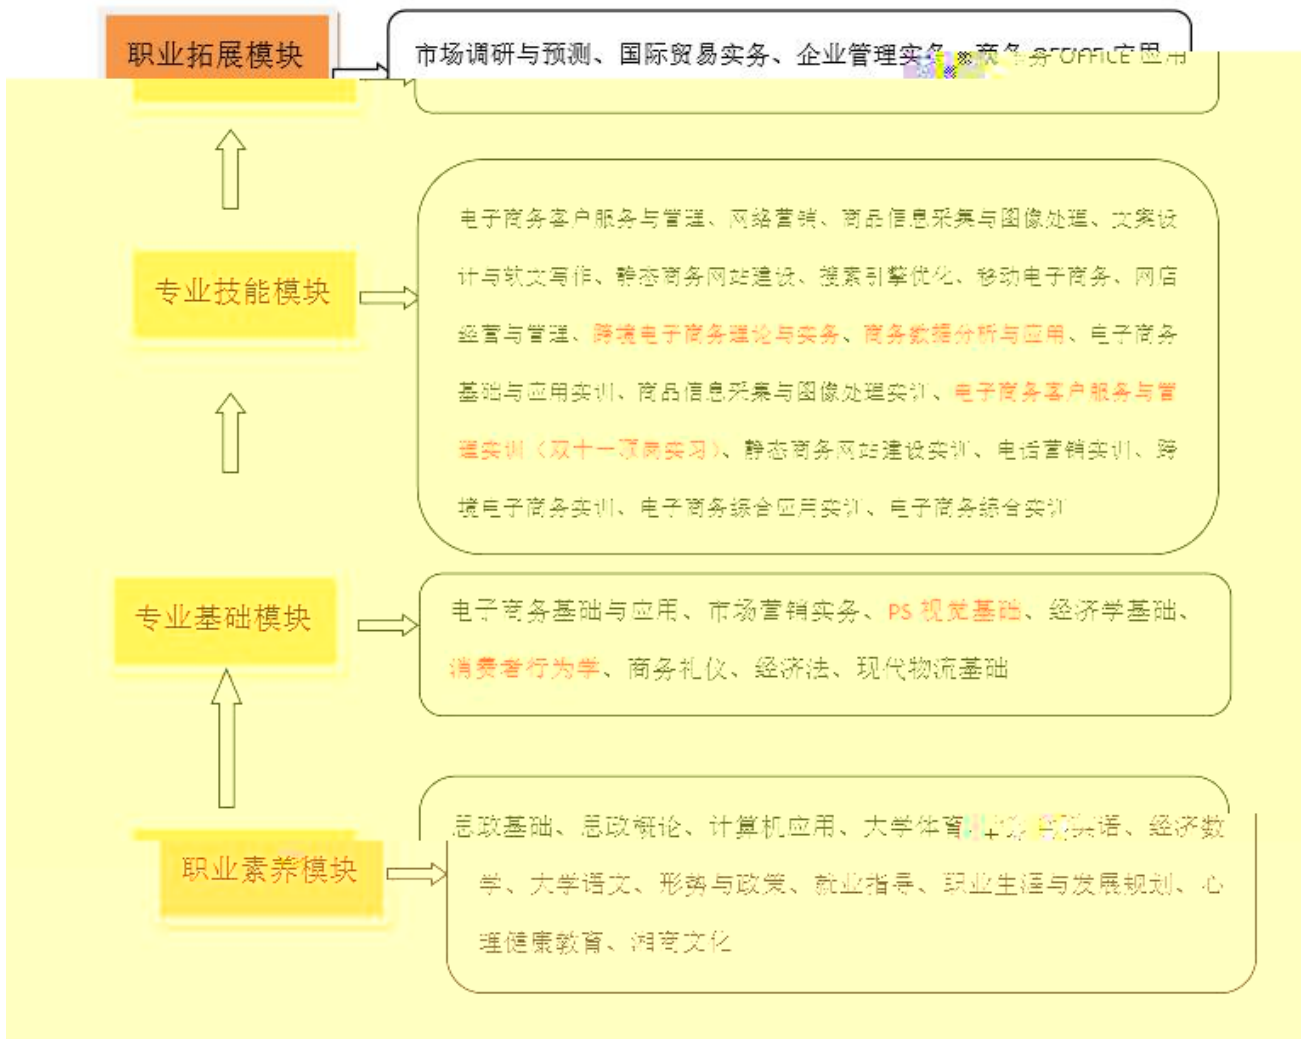 职业拓展模块
市场调研与预测、国际贸易实务、企业管理实务、商务 OFFICE 应用
专业技能模块
电子商务客户服务与管理、网络营销、商品信息采集与图像处理、文案设
计与软文写作、静态商务网站建设、搜索引擎优化、移动电子商务、网店
经营与管理、跨境电子商务理论与实务、商务数据分析与应用、电子商务
基础与应用实训、商品信息采集与图像处理实训、电子商务客户服务与管
理实训（双十一顶岗实习）、静态商务网站建设实训、电话营销实训、跨
境电子商务实训、电子商务综合应用实训、电子商务综合实训
专业基础模块
电子商务基础与应用、市场营销实务、PS 视觉基础、经济学基础、
消费者行为学、商务礼仪、经济法、现代物流基础
职业素养模块
思政基础、思政概论、计算机应用、大学体育、英语、经济数
学、大学语文、形势与政策、就业指导、职业生涯与发展规划、心
理健康教育、湘商文化